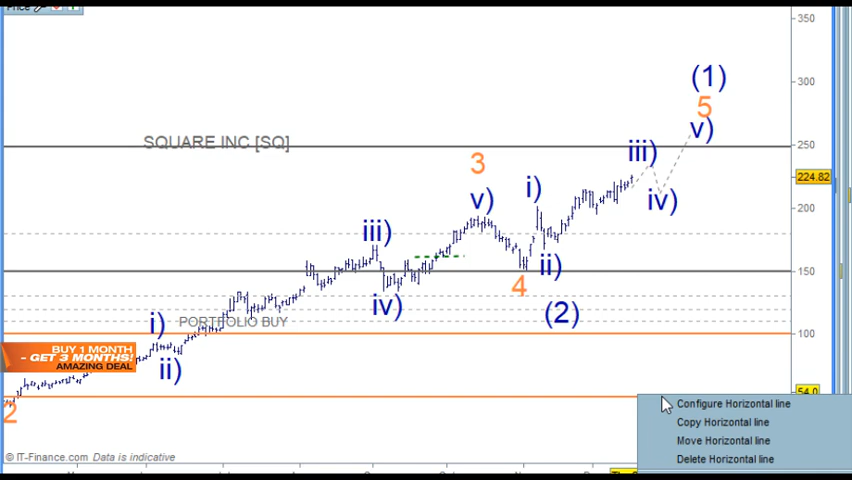 Price
350
(1)
300
5
v)
SQUARE INC [SQ]
250
3
iii)
224.82
i)
v)
iv)
200
iii)
ii)
150
4
iv)
(2)
i)
PORTFOLIO BUY
100
BUY 1 MONTH
- GET 3 MONTHS!
AMAZING DEAL
ii)
54.0
2
Configure Horizontal line
Copy Horizontal line
Move Horizontal line
Delete Horizontal line
© IT-Finance.com Data is indicative